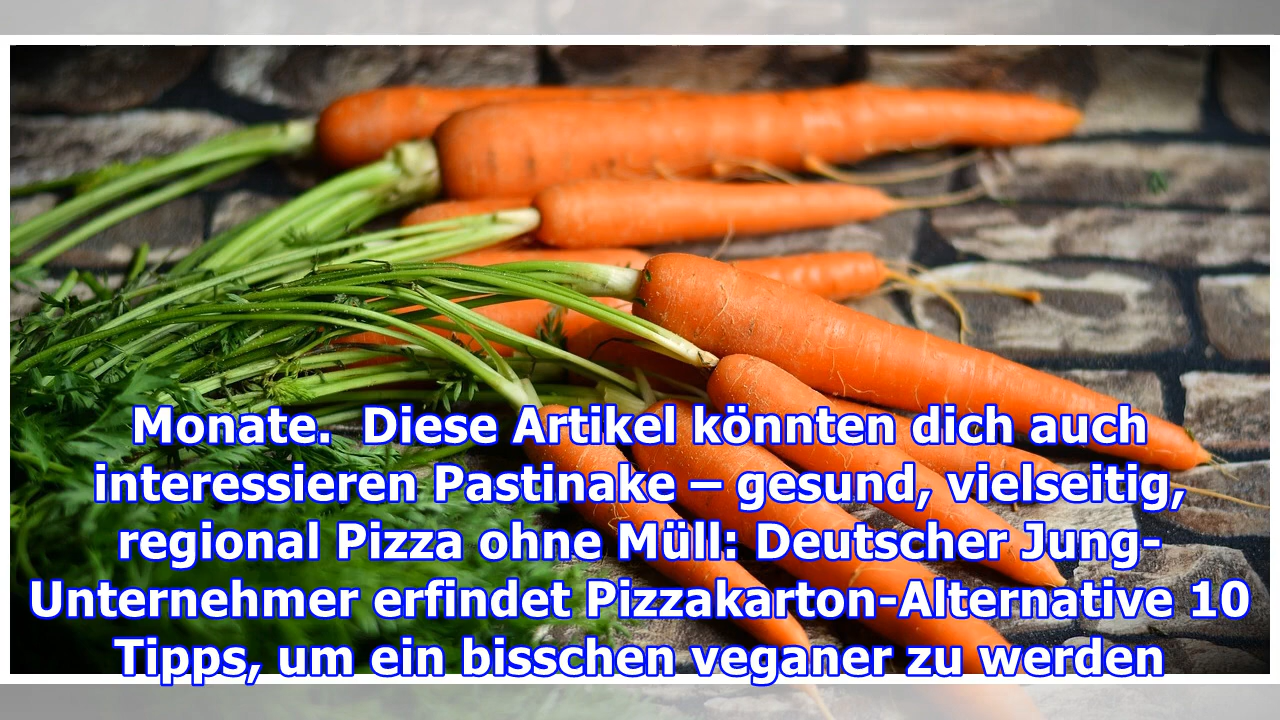 Monate.  Diese Artikel könnten dich auch
interessieren Pastinake – gesund, vielseitig,
regional Pizza ohne Müll: Deutscher Jung-
Unternehmer erfindet Pizzakarton-Alternative 10
Tipps, um ein bisschen veganer zu werden